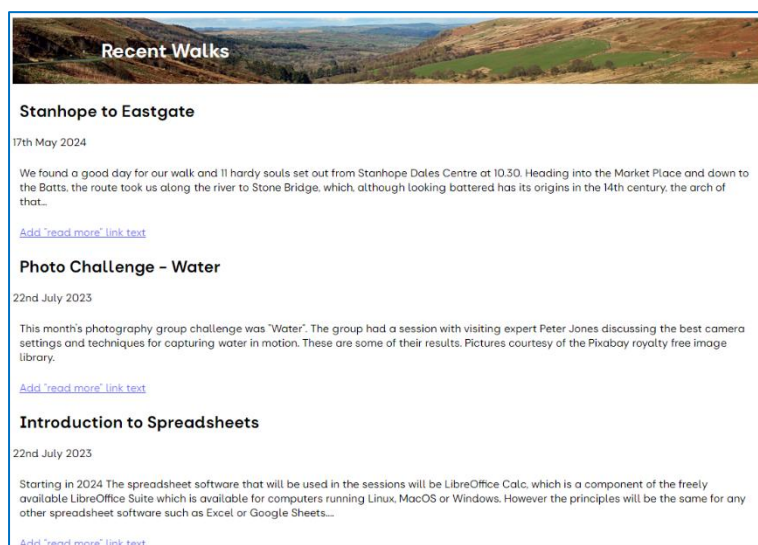 Recent Walks
Stanhope to Eastgate
17th May 2024
We found a good day for our walk and 11 hardy souls set out from Stanhope Dales Centre at 10.30. Heading into the Market Place and down to
the Batts, the route took us along the river to Stone Bridge, which, although looking battered has its origins in the 14th century, the arch of
that…
Add "read more" link text
Photo Challenge – Water
22nd July 2023
This month's photography group challenge was "Water". The group had a session with visiting expert Peter Jones discussing the best camera
settings and techniques for capturing water in motion. These are some of their results. Pictures courtesy of the Pixabay royalty free image
library.
Add "read more" link text
Introduction to Spreadsheets
22nd July 2023
Starting in 2024 The spreadsheet software that will be used in the sessions will be LibreOffice Calc, which is a component of the freely
available LibreOffice Suite which is available for computers running Linux, MacOS or Windows. However the principles will be the same for any
other spreadsheet software such as Excel or Google Sheets.…
Add "read more" link text